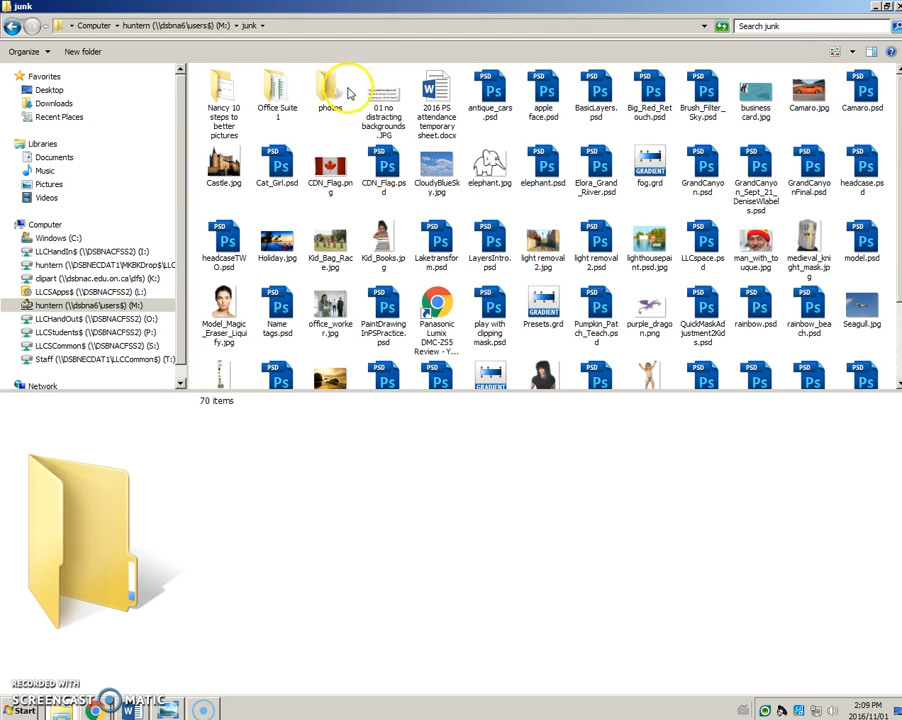 junk
Computer ▸ huntern (\\dsbna6\users$) (M:) ▸ junk ▸
Search junk
Organize
New folder
Favorites
Desktop
Downloads
Recent Places
Libraries
Documents
Music
Pictures
Videos
Computer
Windows (C:)
LLCHandIn$ (\\DSBNACFSS2) (I:)
huntern (\\DSBNECDAT1\MKBKDrop$\LLC
clipart (\\dsbnac.edu.on.ca\dfs) (K:)
LLCSApps$ (\\DSBNACFSS2) (L:)
huntern (\\dsbna6\users$) (M:)
LLCHandOut$ (\\DSBNACFSS2) (O:)
LLCStudents$ (\\DSBNACFSS2) (P:)
LLCSCommon$ (\\DSBNACFSS2) (S:)
Staff (\\DSBNECDAT1\LLCCommon$) (T:)
Network
Nancy 10 steps to better pictures
Office Suite 1
photos
01 no distracting backgrounds.JPG
2016 PS attendance temporary sheet.docx
antique_cars.psd
apple face.psd
BasicLayers.psd
Big_Red_Retouch.psd
Brush_Filter_Sky.psd
business card.jpg
Camaro.jpg
Camaro.psd
Castle.jpg
Cat_Girl.psd
CDN_Flag.png
CDN_Flag.psd
CloudyBlueSky.jpg
elephant.jpg
elephant.psd
Elora_Grand_Riiver.psd
fog.grd
GrandCanyon.psd
GrandCanyon_Sept_21_DeniseWlabels.psd
GrandCanyonFinal.psd
headcase.psd
headcaseTWO.psd
Holiday.jpg
Kid_Bag_Race.jpg
Kid_Books.jpg
Laketransform.psd
LayersIntro.psd
light removal 2.jpg
light removal 2.psd
lighthousepaint.psd.jpg
LLCspace.psd
man_with_touque.jpg
medieval_knight_mask.jpg
model.psd
Model_Magic_Eraser_Liquify.jpg
Name tags.psd
office_worker.jpg
PaintDrawingInPSPractice.psd
Panasonic Lumix DMC-ZS5 Review - Y...
play with clipping mask.psd
Presets.grd
Pumpkin_Patch_Teach.psd
purple_dragon.png
QuickMaskAdjustment2Kids.psd
rainbow.psd
rainbow_beach.psd
Seagull.jpg
70 items
RECORDED WITH
SCREENCAST MATIC
Start
2:09 PM
2016/11/01